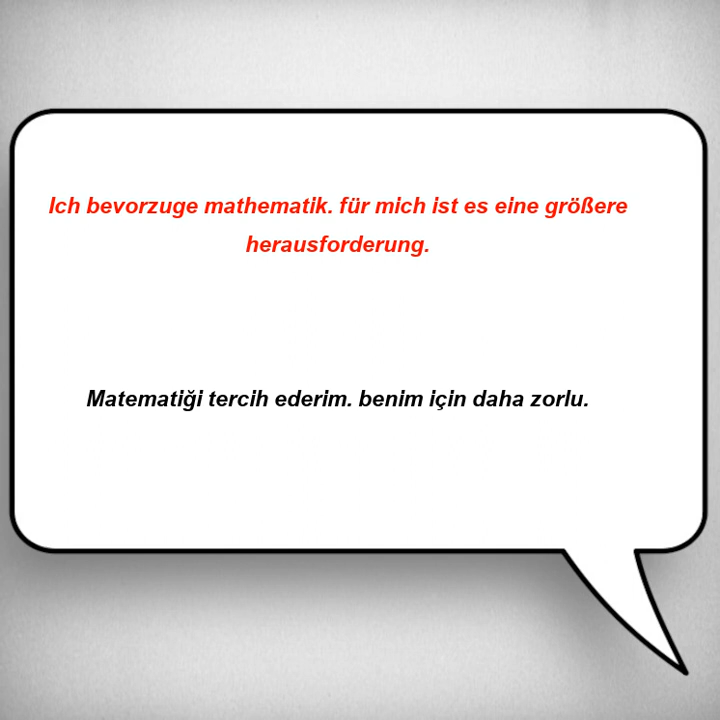 Ich bevorzuge mathematik. für mich ist es eine größere
herausforderung.
Matematiği tercih ederim. benim için daha zorlu.